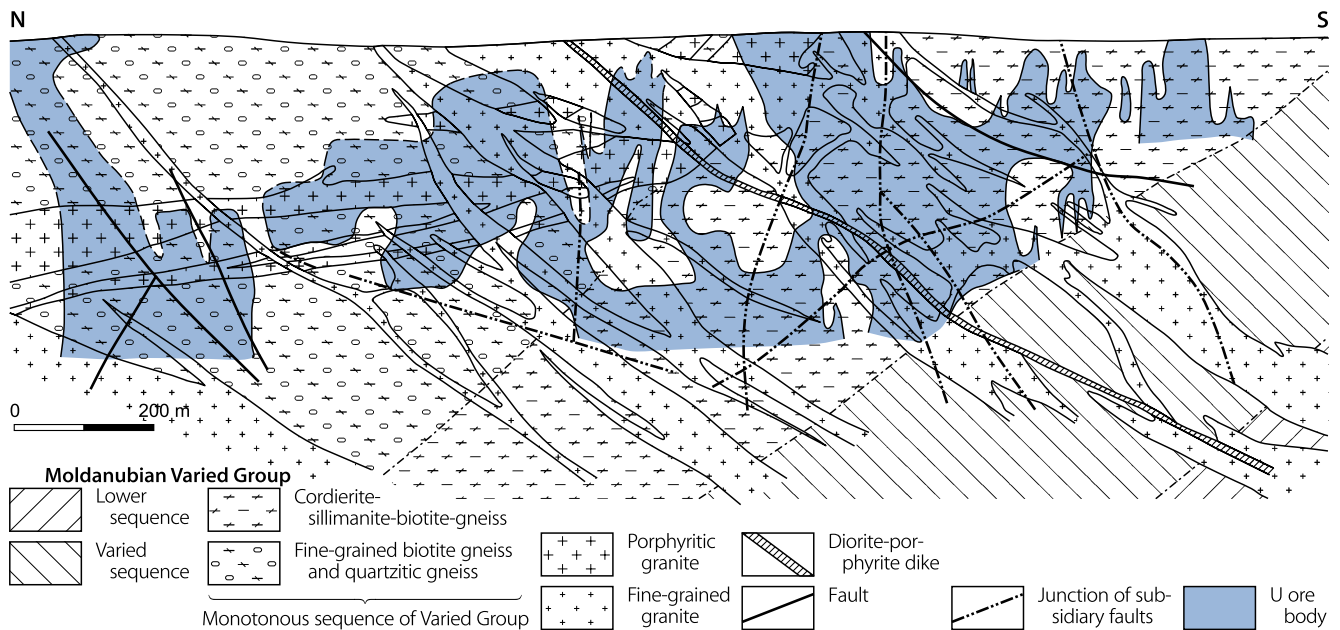 N
S
0
200 m
Moldanubian Varied Group
Lower
sequence
Varied
sequence
Cordierite-
sillimanite-biotite-gneiss
Fine-grained biotite gneiss
and quartzitic gneiss
Monotonous sequence of Varied Group
Porphyritic
granite
Fine-grained
granite
Diorite-por-
phyrite dike
Fault
Junction of sub-
sidiary faults
U ore
body